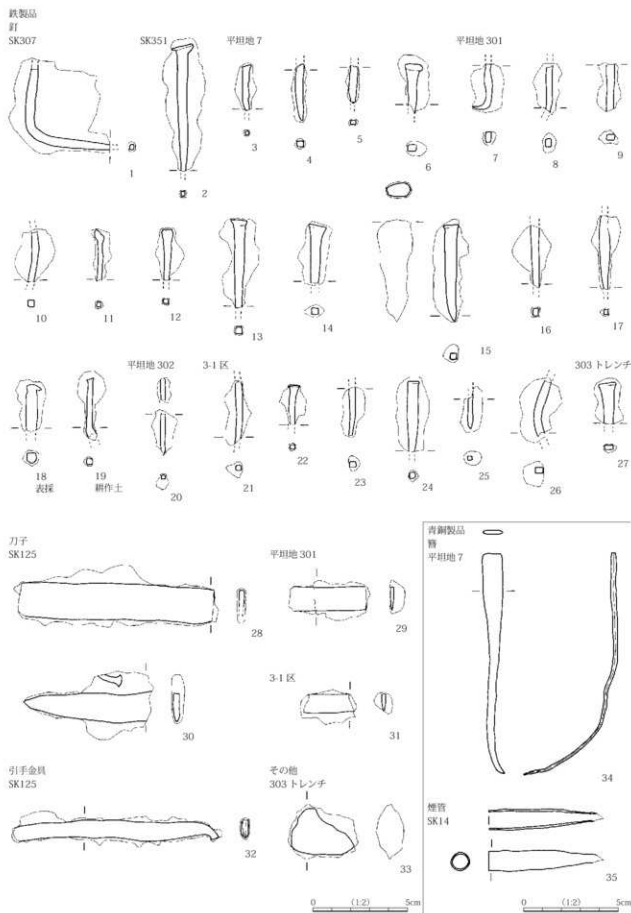 鉄製品
釘
SK307
SK351
平坦地 7
平坦地 301
1
2
3
4
5
6
7
8
9
10
11
12
13
14
15
16
17
平坦地 302
3-1 区
303 トレンチ
18
表採
19
耕作土
20
21
22
23
24
25
26
27
刀子
SK125
平坦地 301
28
29
3-1 区
30
31
引手金具
SK125
その他
303 トレンチ
32
33
0 (1:2) 5cm
青銅製品
簪
平坦地 7
34
煙管
SK14
35
0 (1:2) 5cm